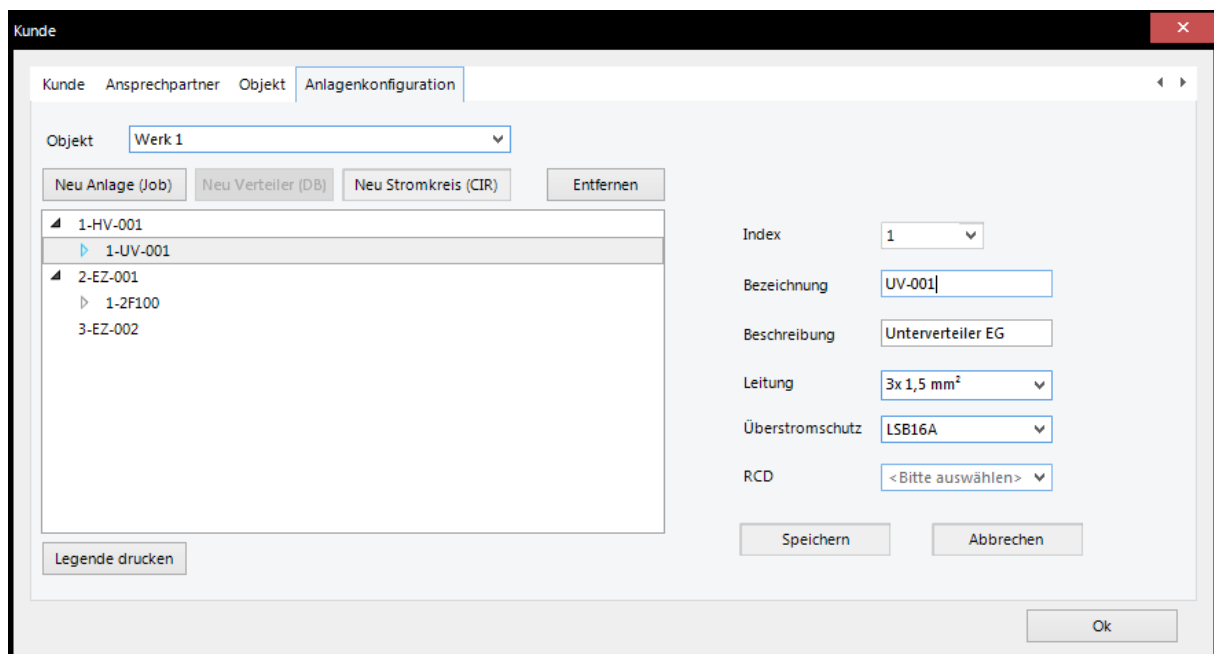 Kunde
Kunde Ansprechpartner Objekt Anlagenkonfiguration
Objekt Werk 1
Neu Anlage (Job) Neu Verteiler (DB) Neu Stromkreis (CIR) Entfernen
1-HV-001
1-UV-001
2-EZ-001
1-2F100
3-EZ-002
Index 1
Bezeichnung UV-001
Beschreibung Unterverteiler EG
Leitung 3x 1,5 mm²
Überstromschutz LSB16A
RCD <Bitte auswählen>
Speichern Abbrechen
Legende drucken
Ok